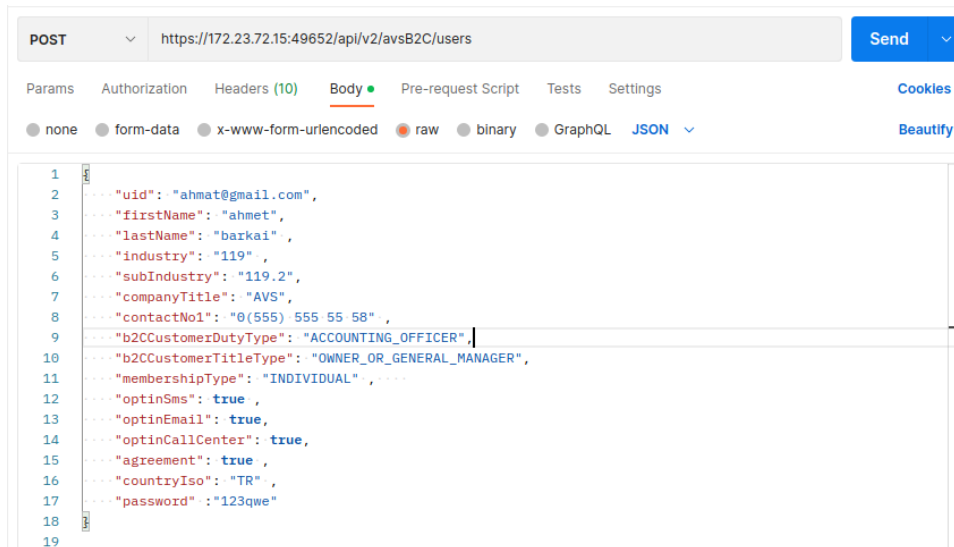 POST https://172.23.72.15:49652/api/v2/avsB2C/users Send
Params Authorization Headers (10) Body Pre-request Script Tests Settings Cookies
none form-data x-www-form-urlencoded raw binary GraphQL JSON Beautify
1 {
2 "uid": "ahmat@gmail.com",
3 "firstName": "ahmet",
4 "lastName": "barkai" ,
5 "industry": "119" ,
6 "subIndustry": "119.2",
7 "companyTitle": "AVS",
8 "contactNo1": "0(555) 555 55 58" ,
9 "b2CCustomerDutyType": "ACCOUNTING_OFFICER",
10 "b2CCustomerTitleType": "OWNER_OR_GENERAL_MANAGER",
11 "membershipType": "INDIVIDUAL" ,
12 "optinSms": true ,
13 "optinEmail": true,
14 "optinCallCenter": true,
15 "agreement": true ,
16 "countryIso": "TR" ,
17 "password" :"123qwe"
18 }
19